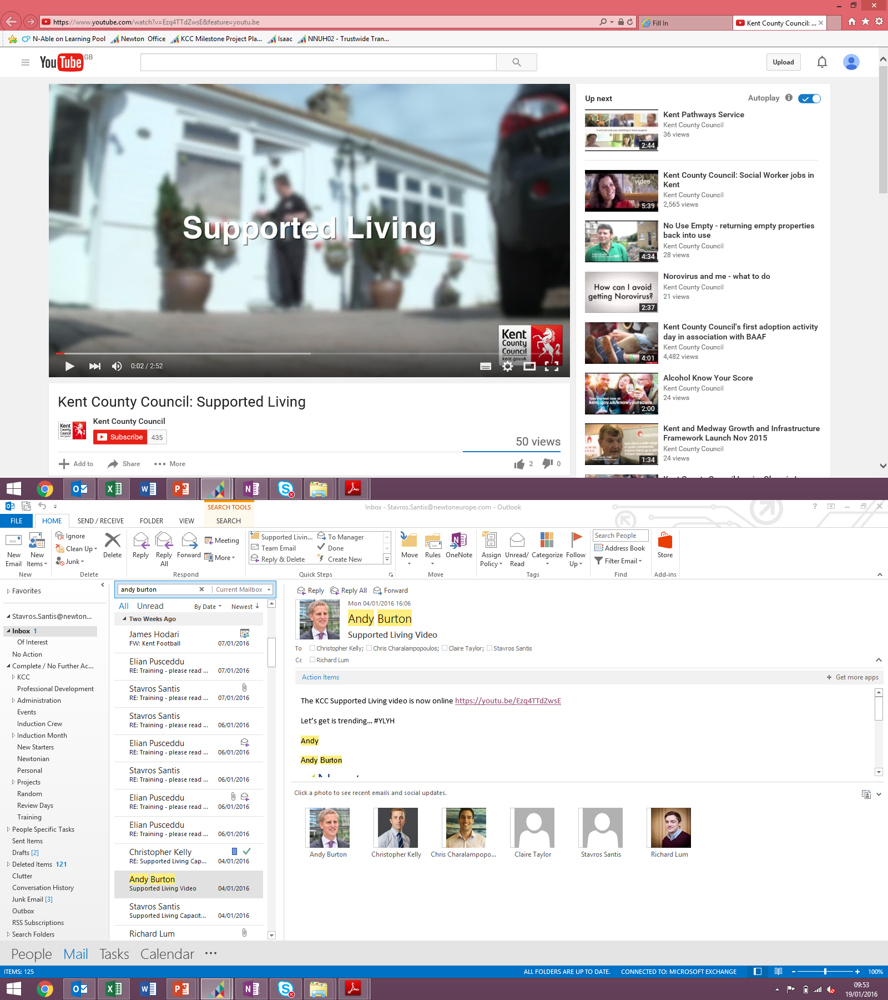 https://www.youtube.com/watch?v=Ezq4TTdZwsE&feature=youtu.be
Fill In
Kent County Council: ...
N-Able on Learning Pool
Newton Office
KCC Milestone Project Pla...
Isaac
NNUH02 - Trustwide Tran...
YouTube GB
Upload
Supported Living
Kent County Council
kent.gov.uk
0:02 / 2:52
Kent County Council: Supported Living
Kent County Council
Subscribe 435
50 views
Add to
Share
More
2
0
Up next
Autoplay
Kent Pathways Service
Kent County Council
36 views
2:44
Kent County Council: Social Worker jobs in
Kent
Kent County Council
2,565 views
video
5:39
No Use Empty - returning empty properties
back into use
Kent County Council
28 views
4:34
Norovirus and me - what to do
Kent County Council
21 views
How can I avoid
getting Norovirus?
2:37
Kent County Council's first adoption activity
day in association with BAAF
Kent County Council
4,482 views
4:01
Alcohol Know Your Score
Kent County Council
24 views
Take the test now at:
kent.gov.uk/knowyourscore
2:00
Kent and Medway Growth and Infrastructure
Framework Launch Nov 2015
Kent County Council
24 views
1:34
SEARCH TOOLS
Inbox - Stavros.Santis@newtoneurope.com - Outlook
FILE
HOME
SEND / RECEIVE
FOLDER
VIEW
SEARCH
New
Email
New
Items
New
Ignore
Clean Up
Junk
Delete
Delete
Reply
Reply
All
Forward
Meeting
More
Respond
Supported Livin...
Team Email
Reply & Delete
To Manager
Done
Create New
Quick Steps
Move
Rules
OneNote
Move
Assign
Policy
Unread/
Read
Categorize
Follow
Up
Tags
Search People
Address Book
Filter Email
Find
Store
Add-ins
Favorites
Stavros.Santis@newton...
Inbox 1
Of Interest
No Action
Complete / No Further Ac...
KCC
Professional Development
Administration
Events
Induction Crew
Induction Month
New Starters
Newtonian
Personal
Projects
Random
Review Days
Training
People Specific Tasks
Sent Items
Drafts [2]
Deleted Items 121
Clutter
Conversation History
Junk Email [3]
Outbox
RSS Subscriptions
Search Folders
andy burton
Current Mailbox
All
Unread
By Date
Newest
Two Weeks Ago
James Hodari
FW: Kent Football 07/01/2016
Elian Pusceddu
RE: Training - please read ... 07/01/2016
Stavros Santis
RE: Training - please read ... 07/01/2016
Stavros Santis
RE: Training - please read ... 06/01/2016
Elian Pusceddu
RE: Training - please read ... 06/01/2016
Stavros Santis
RE: Training - please read ... 06/01/2016
Elian Pusceddu
RE: Training - please read ... 06/01/2016
Elian Pusceddu
RE: Training - please read ... 06/01/2016
Christopher Kelly
RE: Supported Living Cap... 04/01/2016
Andy Burton
Supported Living Video 04/01/2016
Stavros Santis
Supported Living Capacit... 04/01/2016
Richard Lum
Reply
Reply All
Forward
Mon 04/01/2016 16:06
Andy Burton
Supported Living Video
To Christopher Kelly; Chris Charalampopoulos; Claire Taylor; Stavros Santis
Cc Richard Lum
Action Items
+ Get more apps
The KCC Supported Living video is now online https://youtu.be/Ezq4TTdZwsE
Let's get is trending... #YLYH
Andy
Andy Burton
Click a photo to see recent emails and social updates.
Andy Burton
Christopher Kelly
Chris Charalampopo...
Claire Taylor
Stavros Santis
Richard Lum
People
Mail
Tasks
Calendar
ITEMS: 125
ALL FOLDERS ARE UP TO DATE.
CONNECTED TO: MICROSOFT EXCHANGE
100%
09:53
19/01/2016